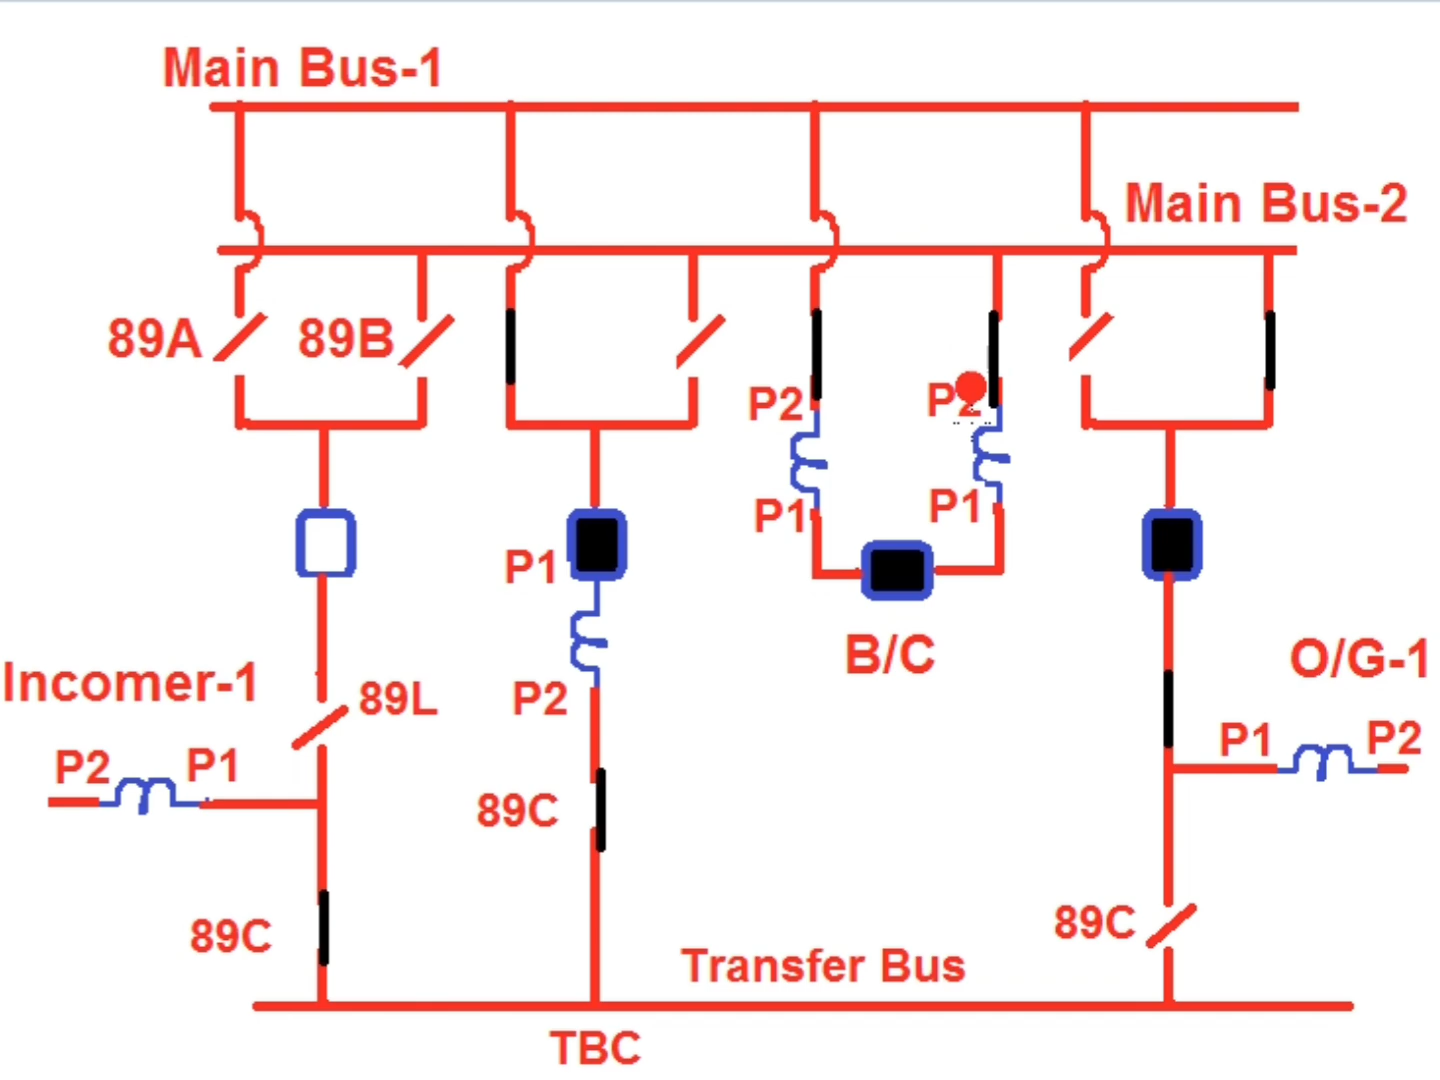 Main Bus-1
Main Bus-2
89A
89B
P2
P2
P1
P1
P1
B/C
Incomer-1
89L
P2
O/G-1
P2
P1
P1
P2
89C
89C
89C
Transfer Bus
TBC